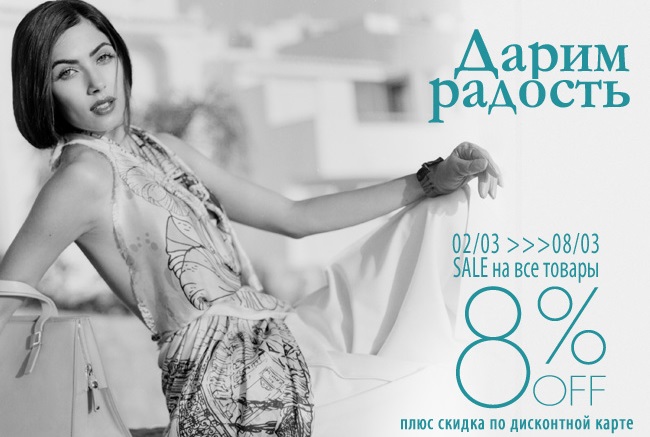 Дарим
радость
02/03 >>>08/03
SALE на все товары
8%
OFF
плюс скидка по дисконтной карте